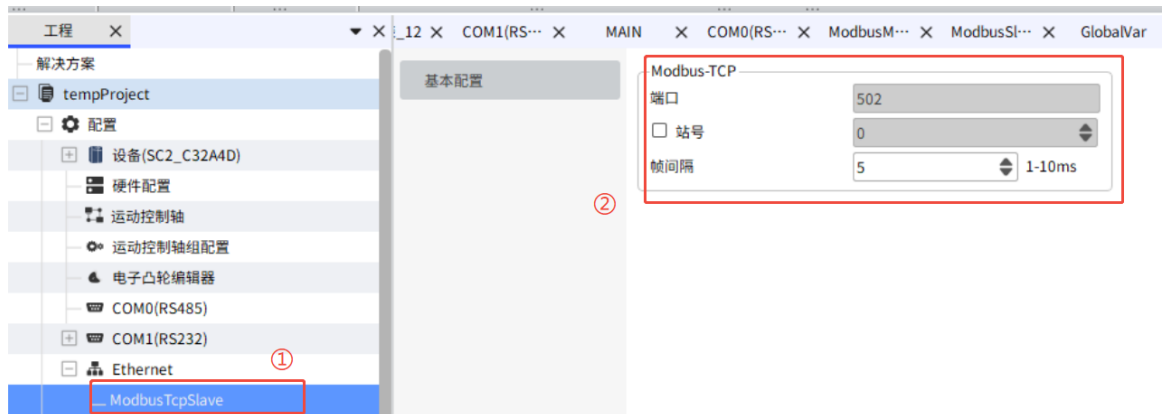 工程
_12
COM1(RS…
MAIN
COM0(RS…
ModbusM…
ModbusSl…
GlobalVar
解决方案
tempProject
配置
设备(SC2_C32A4D)
硬件配置
运动控制轴
运动控制轴组配置
电子凸轮编辑器
COM0(RS485)
COM1(RS232)
①
Ethernet
ModbusTcpSlave
基本配置
Modbus-TCP
端口 502
站号 0
帧间隔 5 1-10ms
②